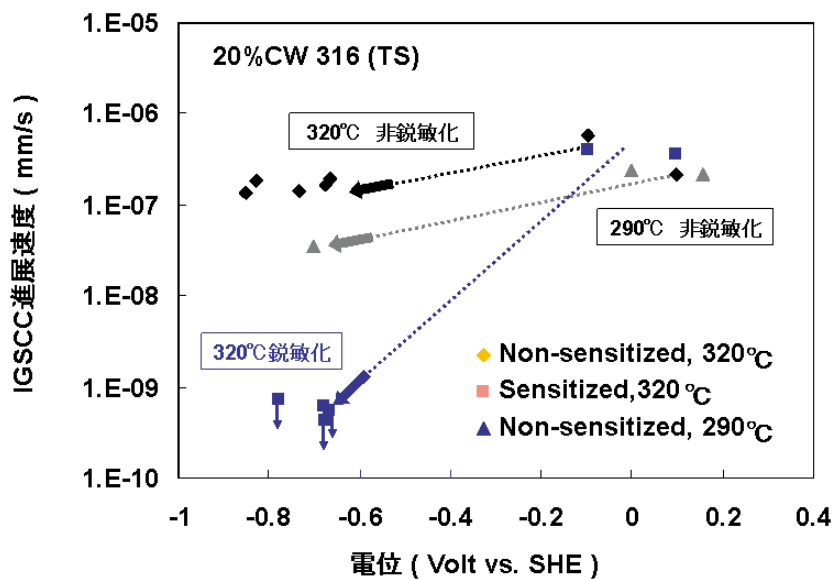 1.E-05
1.E-06
1.E-07
1.E-08
1.E-09
1.E-10
IGSCC進展速度 ( mm/s )
20%CW 316 (TS)
320℃ 非鋭敏化
290℃ 非鋭敏化
320℃鋭敏化
Non-sensitized, 320℃
Sensitized,320℃
Non-sensitized, 290℃
-1 -0.8 -0.6 -0.4 -0.2 0 0.2 0.4
電位 ( Volt vs. SHE )